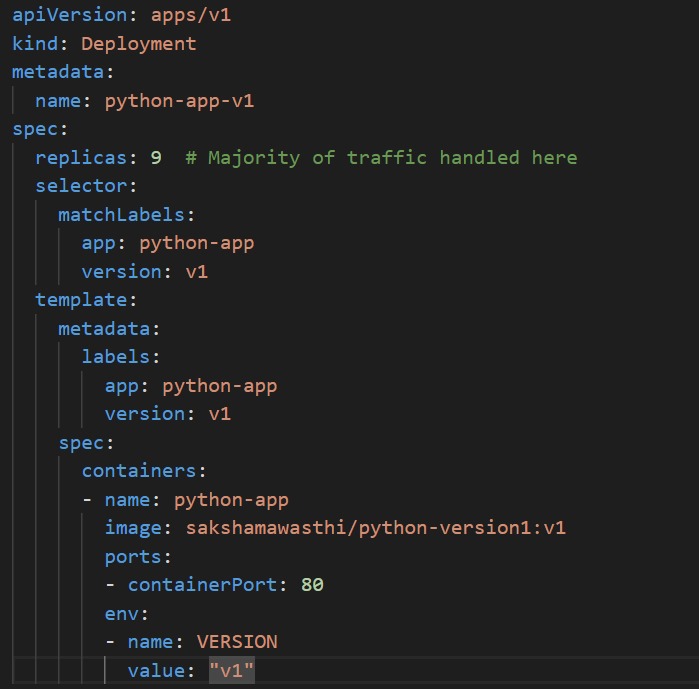 apiVersion: apps/v1
kind: Deployment
metadata:
  name: python-app-v1
spec:
  replicas: 9  # Majority of traffic handled here
  selector:
    matchLabels:
      app: python-app
      version: v1
  template:
    metadata:
      labels:
        app: python-app
        version: v1
    spec:
      containers:
      - name: python-app
        image: sakshamawasthi/python-version1:v1
        ports:
        - containerPort: 80
        env:
        - name: VERSION
          value: "v1"